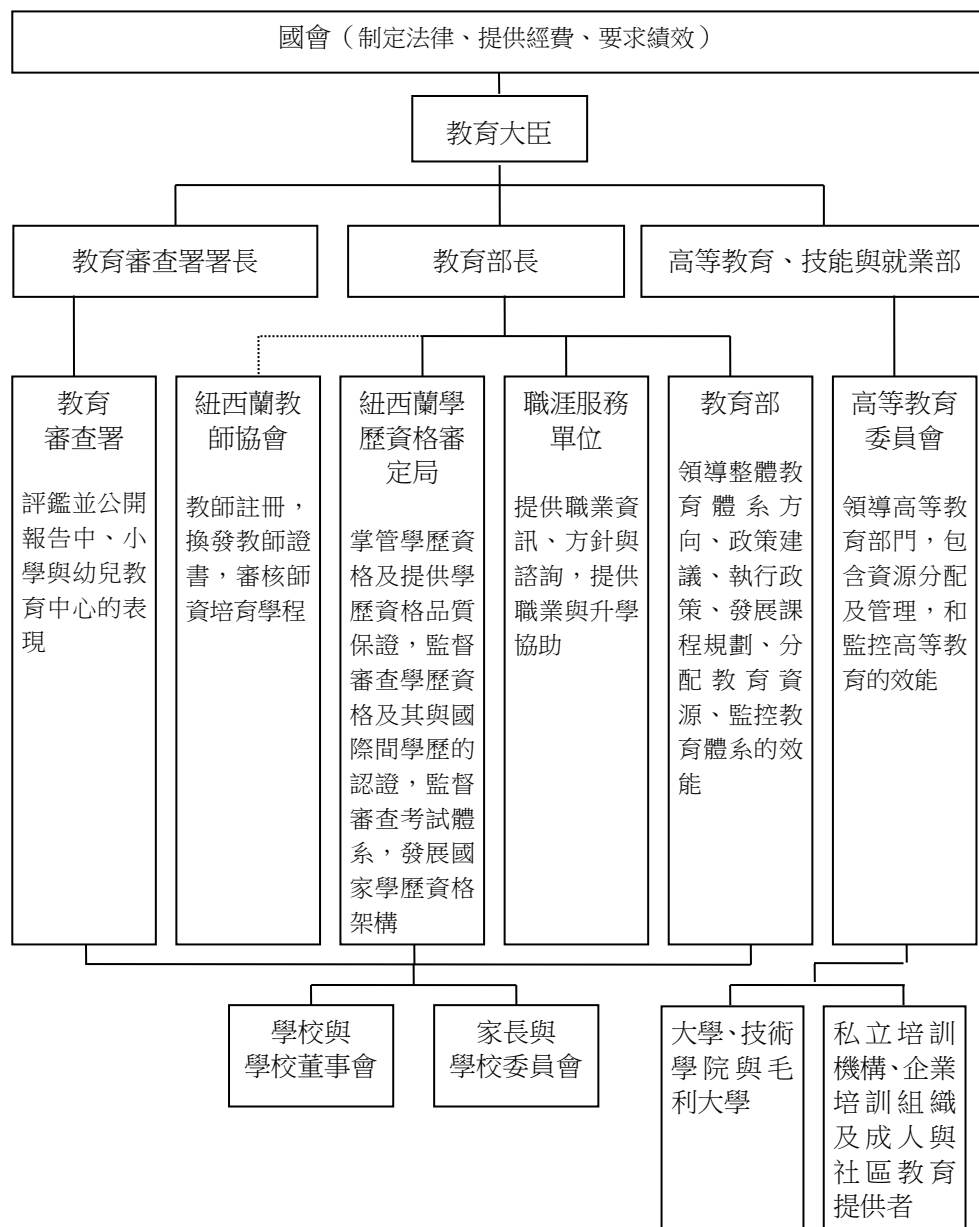 國會（制定法律、提供經費、要求績效）
教育大臣
教育審查署署長
教育部長
高等教育、技能與就業部
教育
審查署
評鑑並公開
報告中、小
學與幼兒教
育中心的表
現
紐西蘭教
師協會
教師註冊，
換發教師證
書，審核師
資培育學程
紐西蘭學
歷資格審
定局
掌管學歷資
格及提供學
歷資格品質
保證，監督
審查學歷資
格及其與國
際間學歷的
認證，監督
審查考試體
系，發展國
家學歷資格
架構
職涯服務
單位
提供職業資
訊、方針與
諮詢，提供
職業與升學
協助
教育部
領導整體教
育體系方
向、政策建
議、執行政
策、發展課
程規劃、分
配教育資
源、監控教
育體系的效
能
高等教育
委員會
領導高等教
育部門，包
含資源分配
及管理，和
監控高等教
育的效能
學校與
學校董事會
家長與
學校委員會
大學、技術
學院與毛
利大學
私立培訓
機構、企業
培訓組織
及成人與
社區教育
提供者